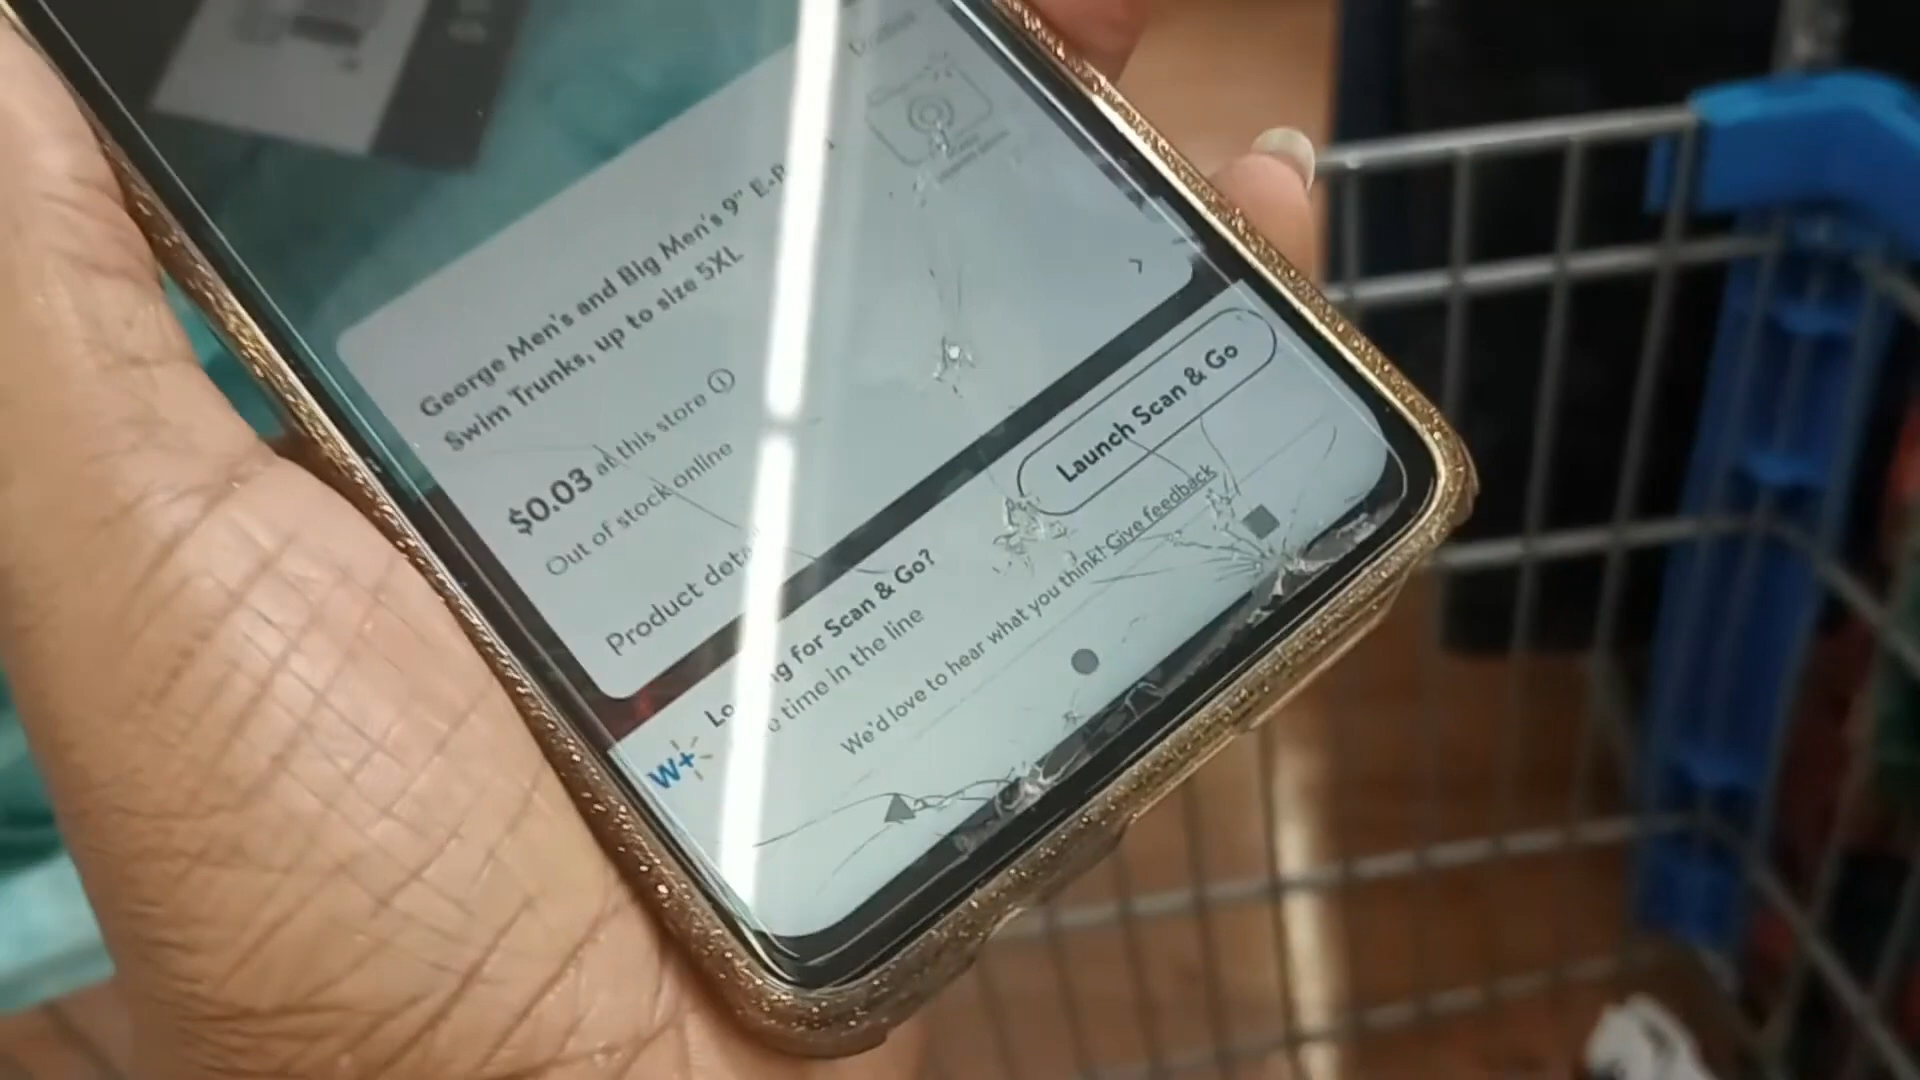 George Men's and Big Men's 9" E-
Swim Trunks, up to size 5XL
$0.03 at this store
Out of stock online
Product
for Scan & Go?
time in the line
Launch Scan & Go
We'd love to hear what you think! Give feedback
W+